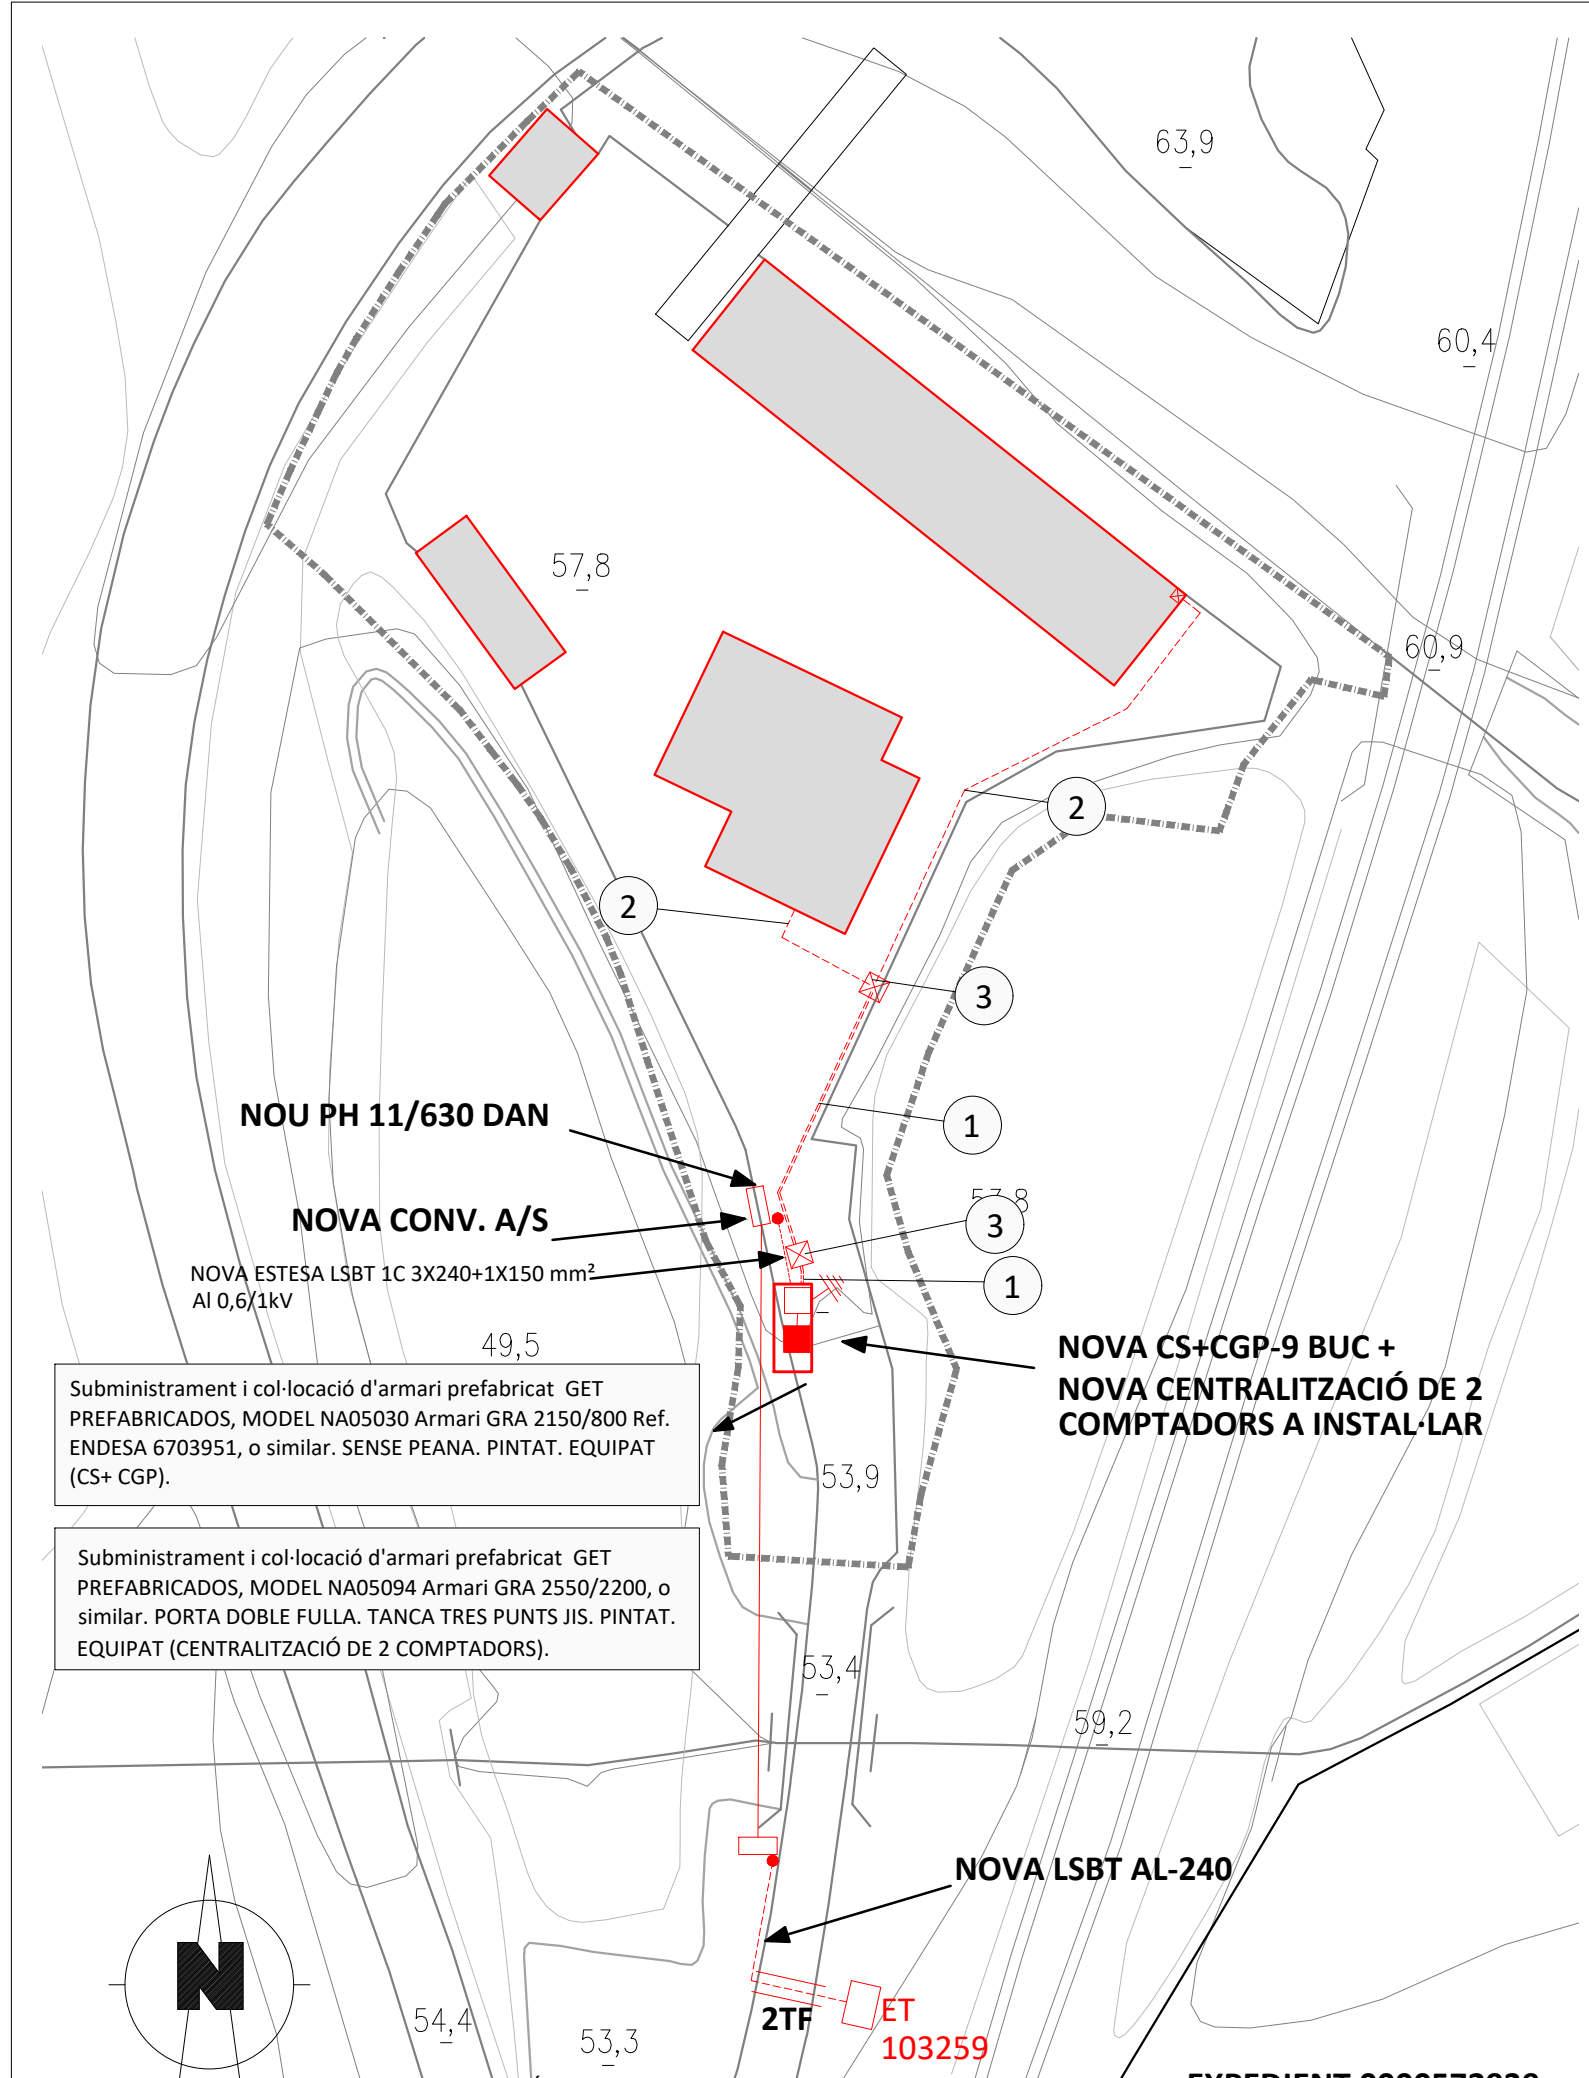 63,9
60,4
57,8
60,9
2
2
3
NOU PH 11/630 DAN
1
NOVA CONV. A/S
3
NOVA ESTESA LSBT 1C 3X240+1X150 mm²
Al 0,6/1kV
1
49,5
NOVA CS+CGP-9 BUC +
NOVA CENTRALITZACIÓ DE 2
COMPTADORS A INSTAL·LAR
Subministrament i col·locació d'armari prefabricat GET
PREFABRICADOS, MODEL NA05030 Armari GRA 2150/800 Ref.
ENDESA 6703951, o similar. SENSE PEANA. PINTAT. EQUIPAT
(CS+ CGP).
53,9
Subministrament i col·locació d'armari prefabricat GET
PREFABRICADOS, MODEL NA05094 Armari GRA 2550/2200, o
similar. PORTA DOBLE FULLA. TANCA TRES PUNTS JIS. PINTAT.
EQUIPAT (CENTRALITZACIÓ DE 2 COMPTADORS).
53,4
59,2
NOVA LSBT AL-240
N
2TF
ET
103259
54,4
53,3